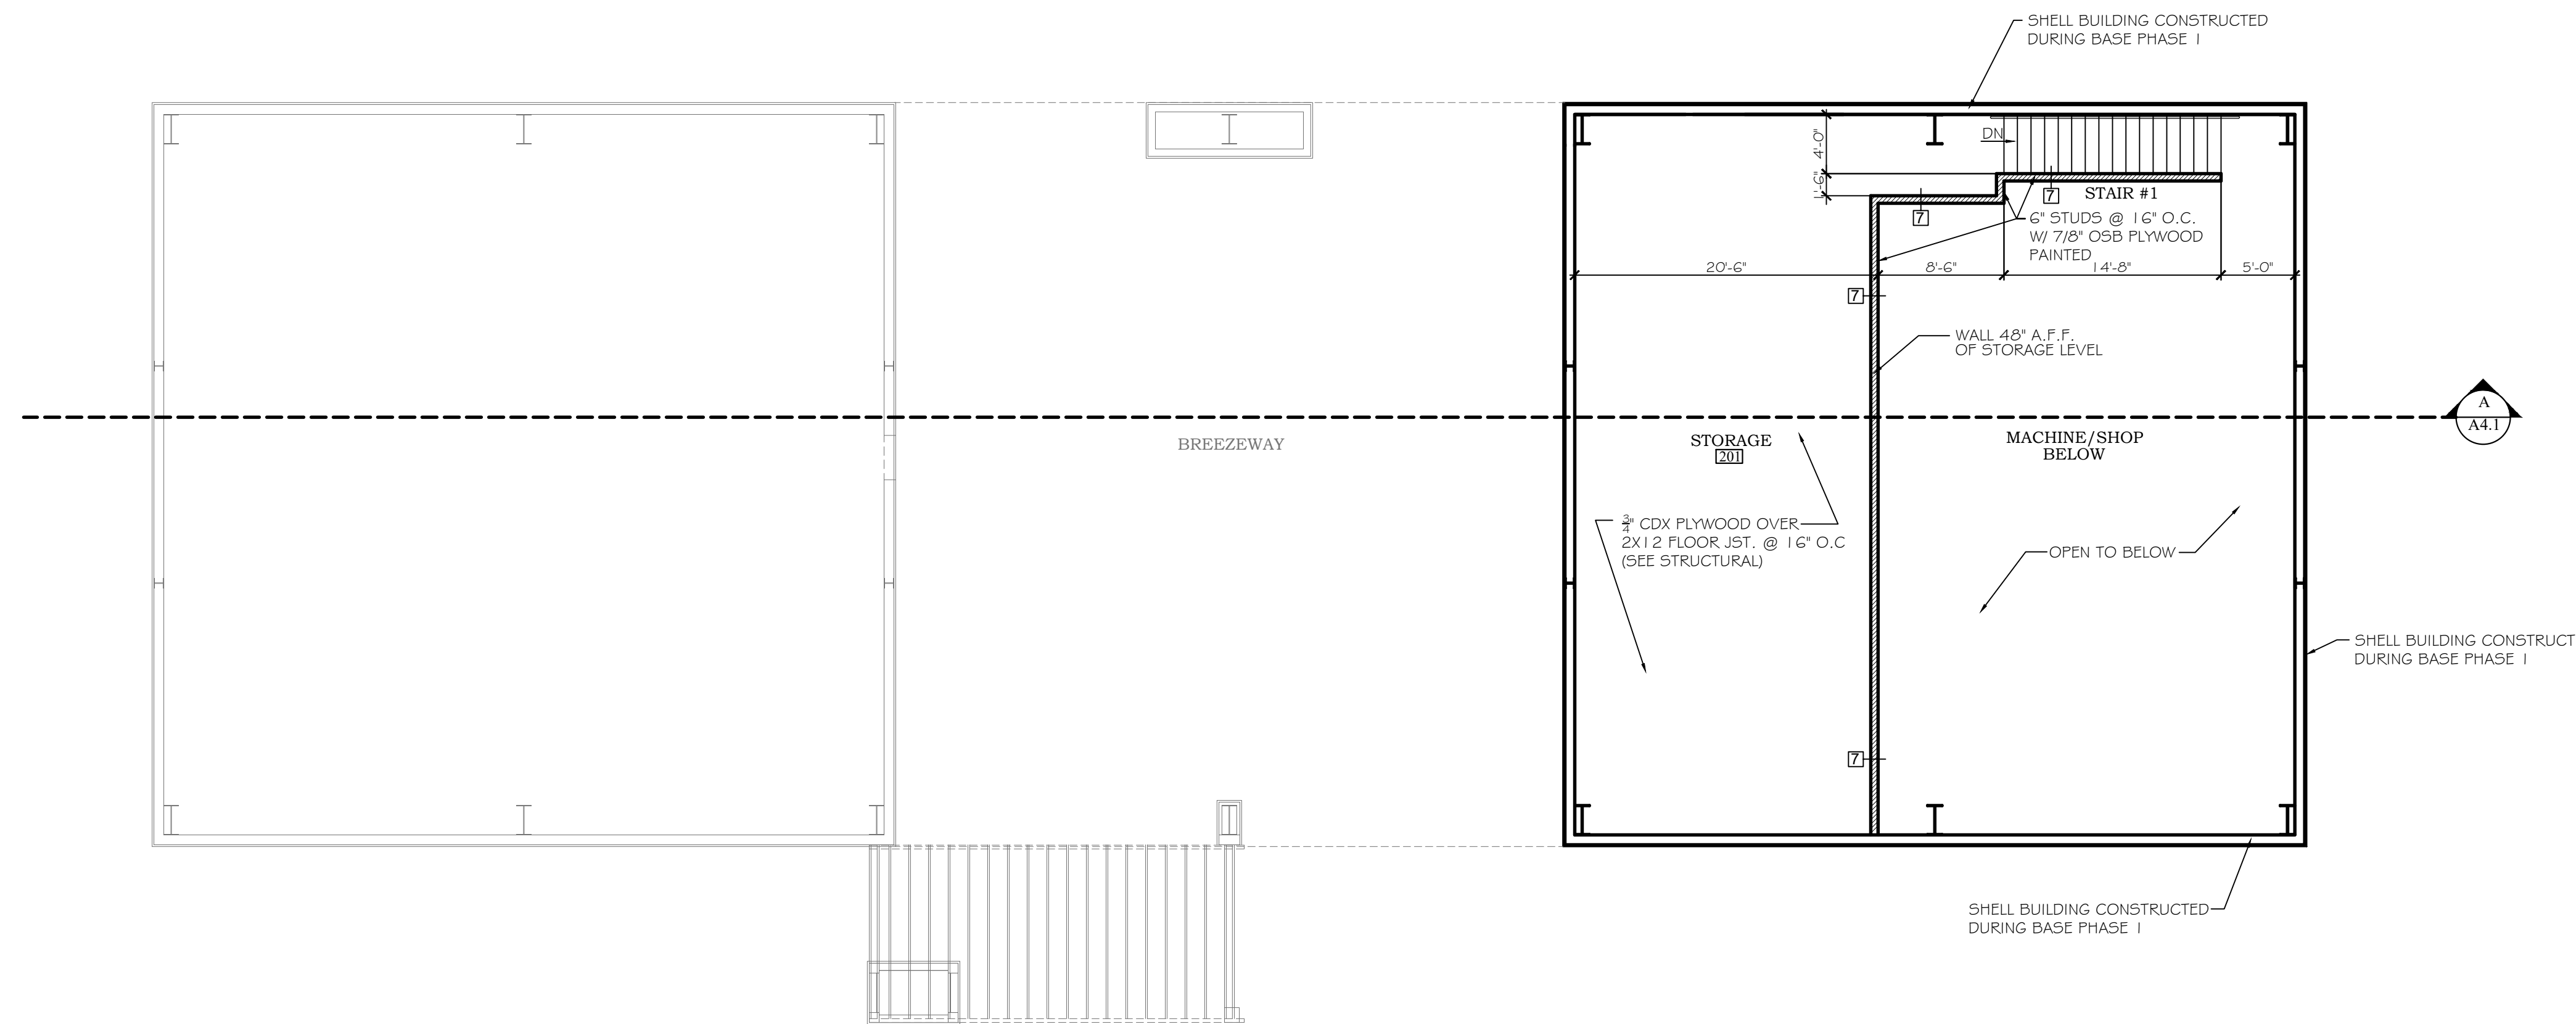 SHELL BUILDING CONSTRUCTED
DURING BASE PHASE 1
DN
4'-0"
1'-6"
7
7
STAIR #1
6" STUDS @ 16" O.C.
W/ 7/8" OSB PLYWOOD
PAINTED
20'-6"
8'-6"
14'-8"
5'-0"
7
WALL 48" A.F.F.
OF STORAGE LEVEL
A
A4.1
BREEZEWAY
STORAGE
201
MACHINE/SHOP
BELOW
3/4" CDX PLYWOOD OVER
2X12 FLOOR JST. @ 16" O.C
(SEE STRUCTURAL)
OPEN TO BELOW
SHELL BUILDING CONSTRUCT
DURING BASE PHASE 1
7
SHELL BUILDING CONSTRUCTED
DURING BASE PHASE 1